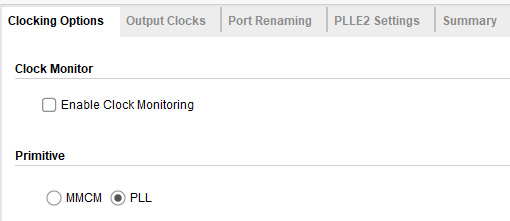 Clocking Options Output Clocks Port Renaming PLLE2 Settings Summary
Clock Monitor
Enable Clock Monitoring
Primitive
MMCM PLL